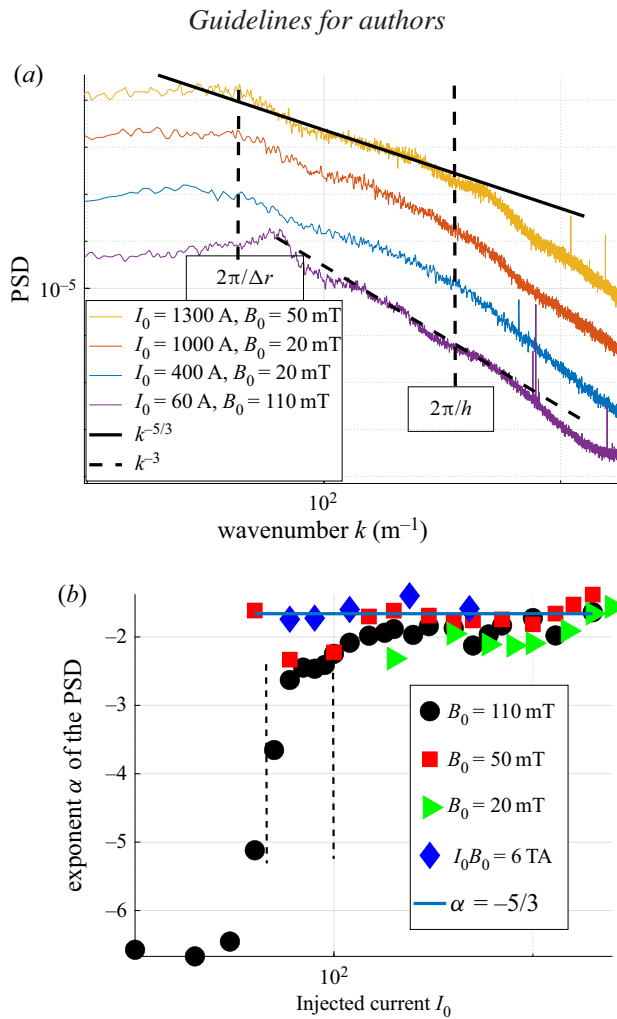 Guidelines for authors
(a)
PSD
10⁻⁵
2π/Δr
2π/h
I₀ = 1300 A, B₀ = 50 mT
I₀ = 1000 A, B₀ = 20 mT
I₀ = 400 A, B₀ = 20 mT
I₀ = 60 A, B₀ = 110 mT
k⁻⁵/³
k⁻³
10²
wavenumber k (m⁻¹)
(b)
exponent α of the PSD
−2
−3
−4
−5
−6
B₀ = 110 mT
B₀ = 50 mT
B₀ = 20 mT
I₀B₀ = 6 TA
α = −5/3
10²
Injected current I₀